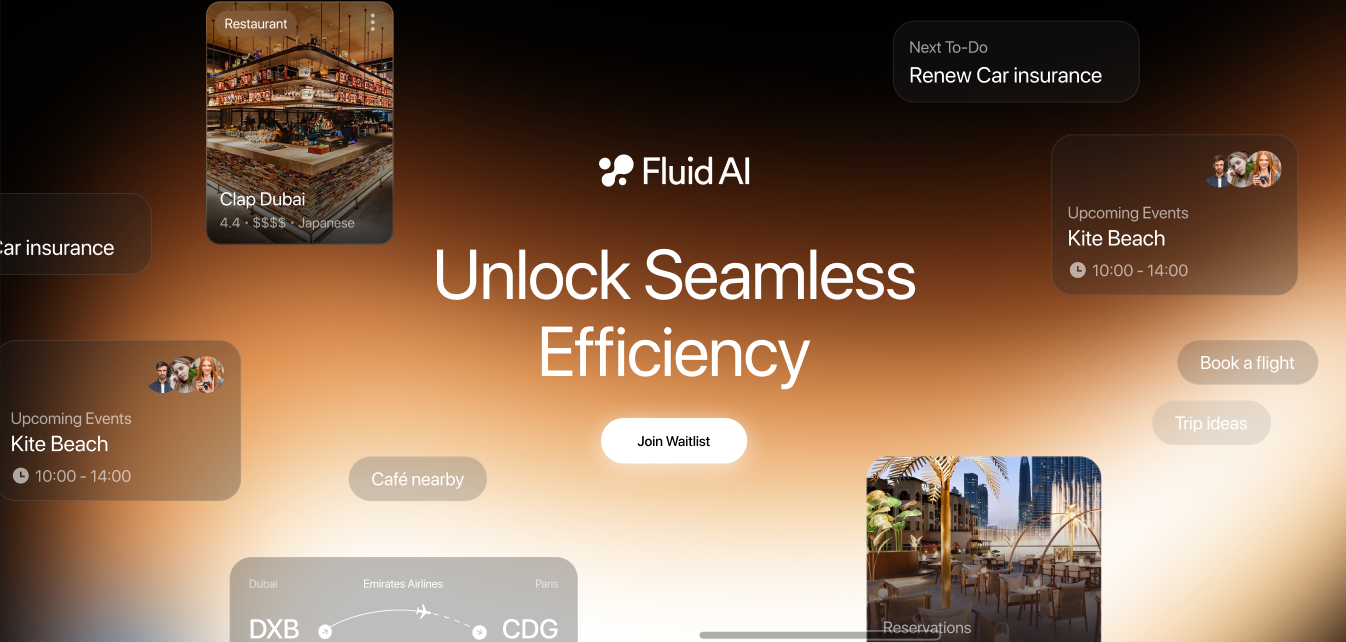 Restaurant
Clap Dubai
4.4 • $$$$ • Japanese
Next To-Do
Renew Car insurance
Fluid AI
Unlock Seamless
Efficiency
Join Waitlist
Car insurance
Upcoming Events
Kite Beach
10:00 - 14:00
Upcoming Events
Kite Beach
10:00 - 14:00
Book a flight
Trip ideas
Café nearby
Dubai
Emirates Airlines
Paris
DXB
CDG
Reservations